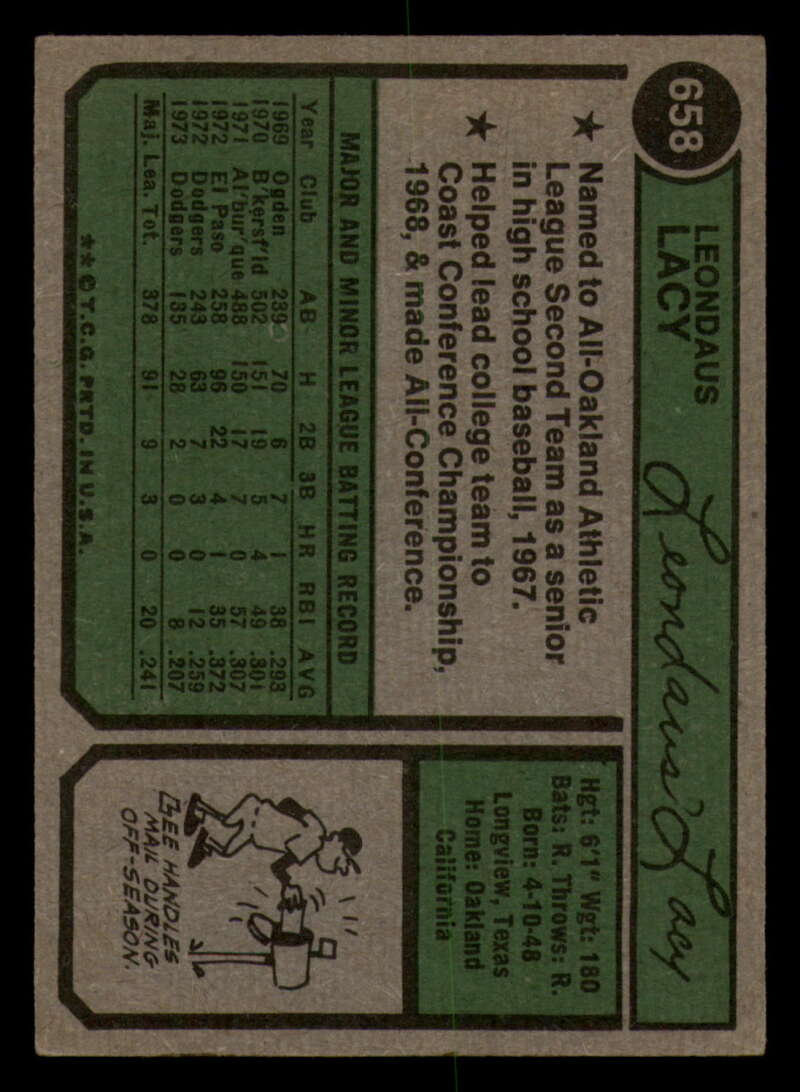 658
LEONDAUS
LACY
Leondaus Lacy
★ Named to All-Oakland Athletic
League Second Team as a senior
in high school baseball, 1967.
★ Helped lead college team to
Coast Conference Championship,
1968, & made All-Conference.
MAJOR AND MINOR LEAGUE BATTING RECORD
Year Club AB H 2B 3B HR RBI AVG
1969 Ogden 239 70 6 7 1 38 .293
1970 B'kersf'ld 502 151 19 5 4 49 .301
1971 Al'bur'que 488 150 17 7 0 57 .307
1972 El Paso 258 96 22 4 1 35 .372
1972 Dodgers 243 63 7 3 0 12 .259
1973 Dodgers 135 28 2 0 0 8 .207
Maj. Lea. Tot. 378 91 9 3 0 20 .241
★★© T.C.G. PRTD. IN U.S.A.
Hgt: 6'1" Wgt: 180
Bats: R. Throws: R.
Born: 4-10-48
Longview, Texas
Home: Oakland
California
LEE HANDLES
MAIL DURING
OFF-SEASON.